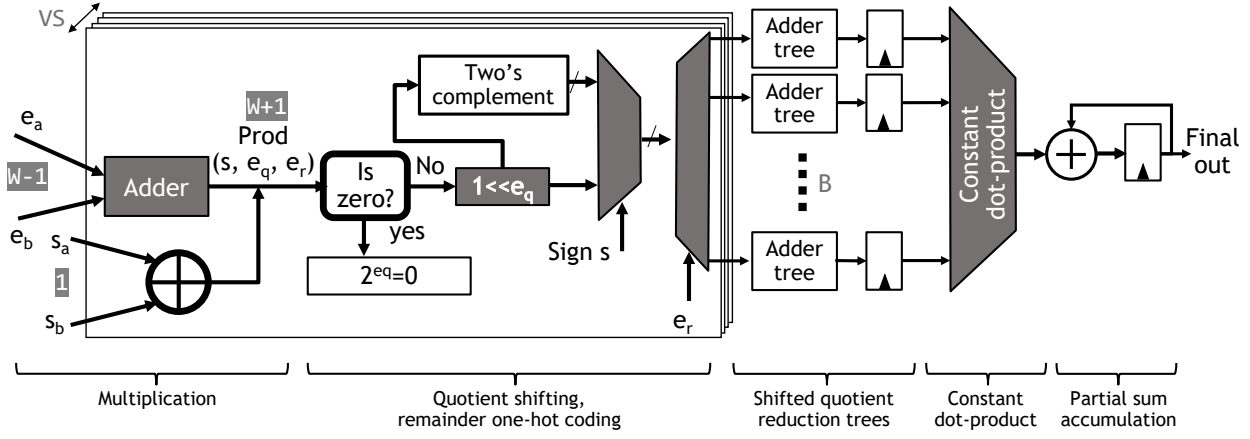 VS
e_a
W-1
e_b
Adder
W+1
Prod
(s, e_q, e_r)
s_a
1
s_b
Is
zero?
No
yes
2^eq=0
Two's
complement
1<<e_q
Sign s
e_r
Adder
tree
Adder
tree
B
Adder
tree
Constant
dot-product
Final
out
Multiplication
Quotient shifting,
remainder one-hot coding
Shifted quotient
reduction trees
Constant
dot-product
Partial sum
accumulation